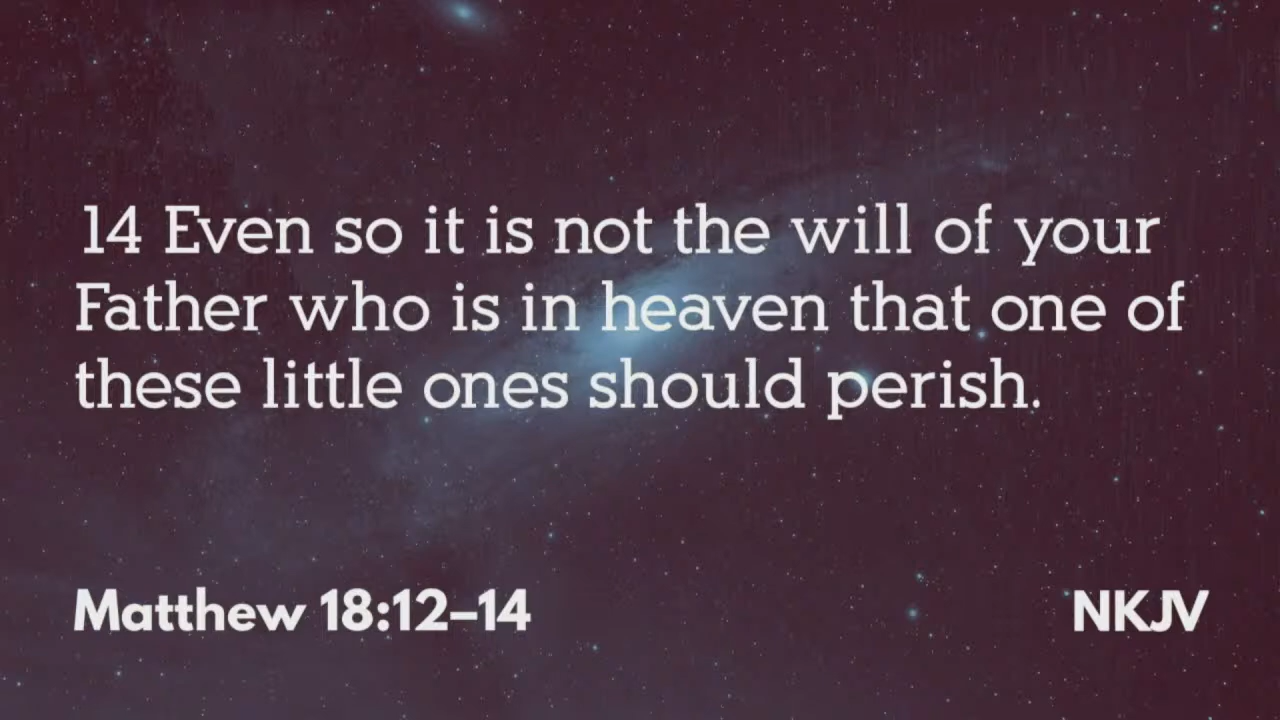 14 Even so it is not the will of your
Father who is in heaven that one of
these little ones should perish.
Matthew 18:12–14
NKJV